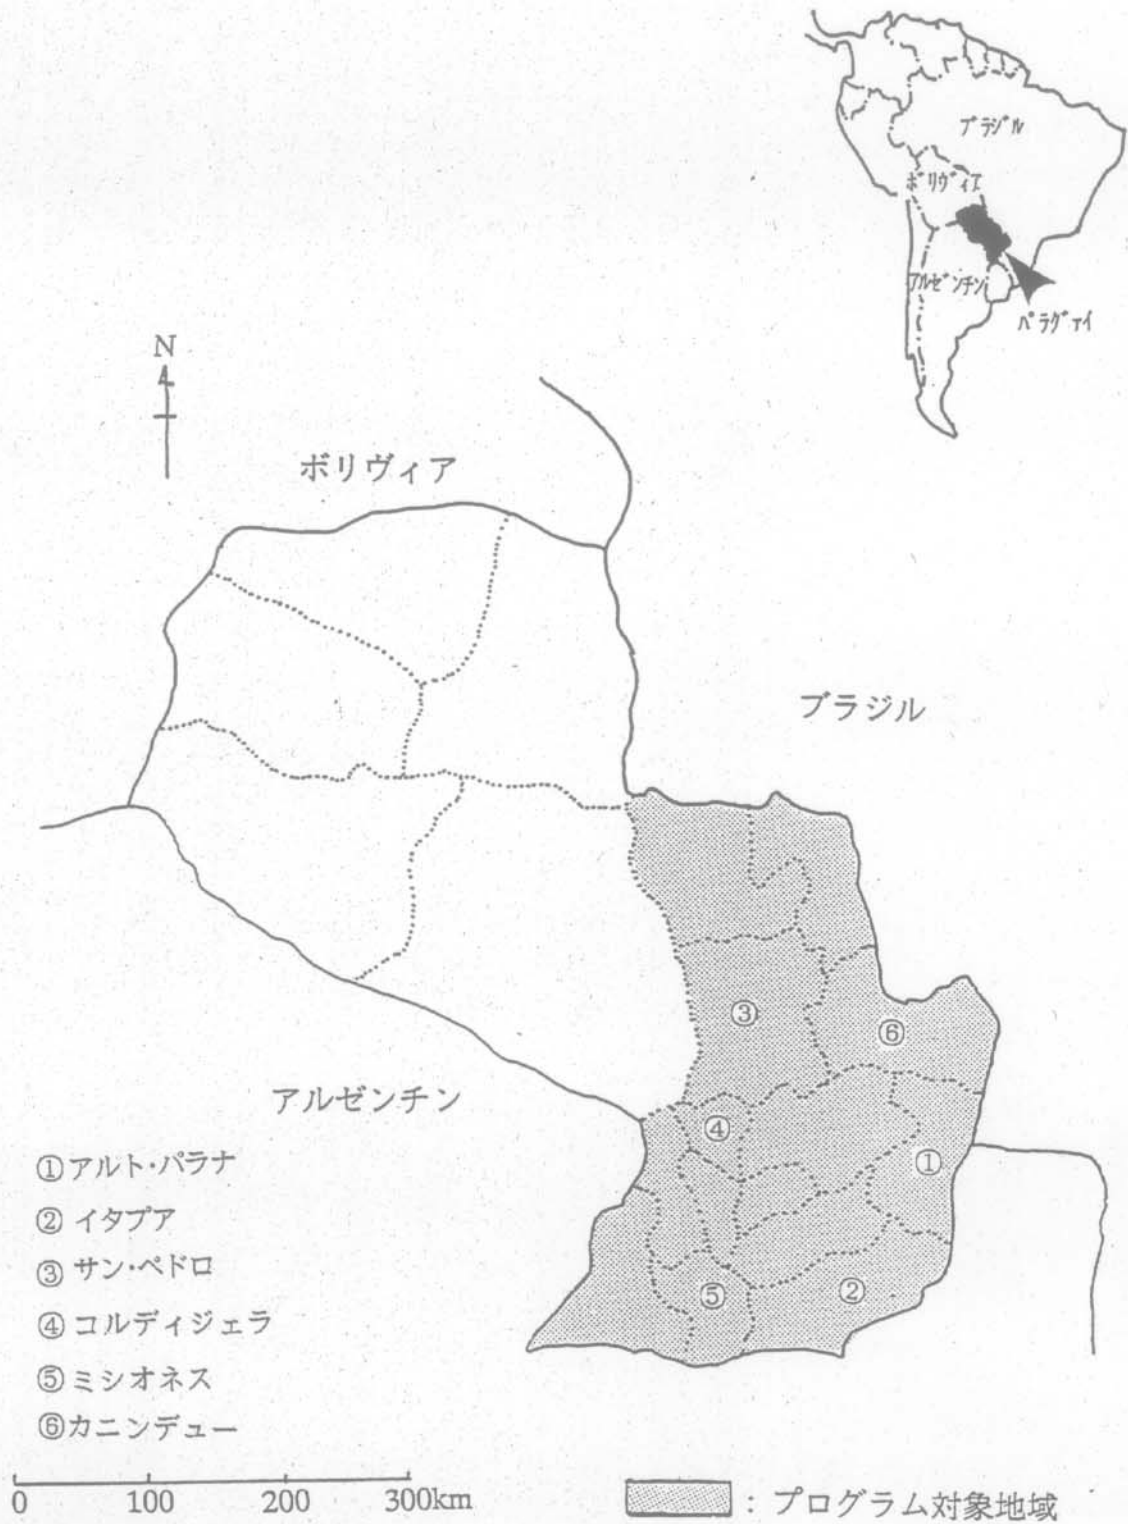 ブラジル
ボリヴィア
アルゼンチン
パラグァイ
N
ボリヴィア
ブラジル
アルゼンチン
③
⑥
④
①
⑤
②
①アルト・パラナ
②イタプア
③サン・ペドロ
④コルディジェラ
⑤ミシオネス
⑥カニンデュー
0 100 200 300km
：プログラム対象地域